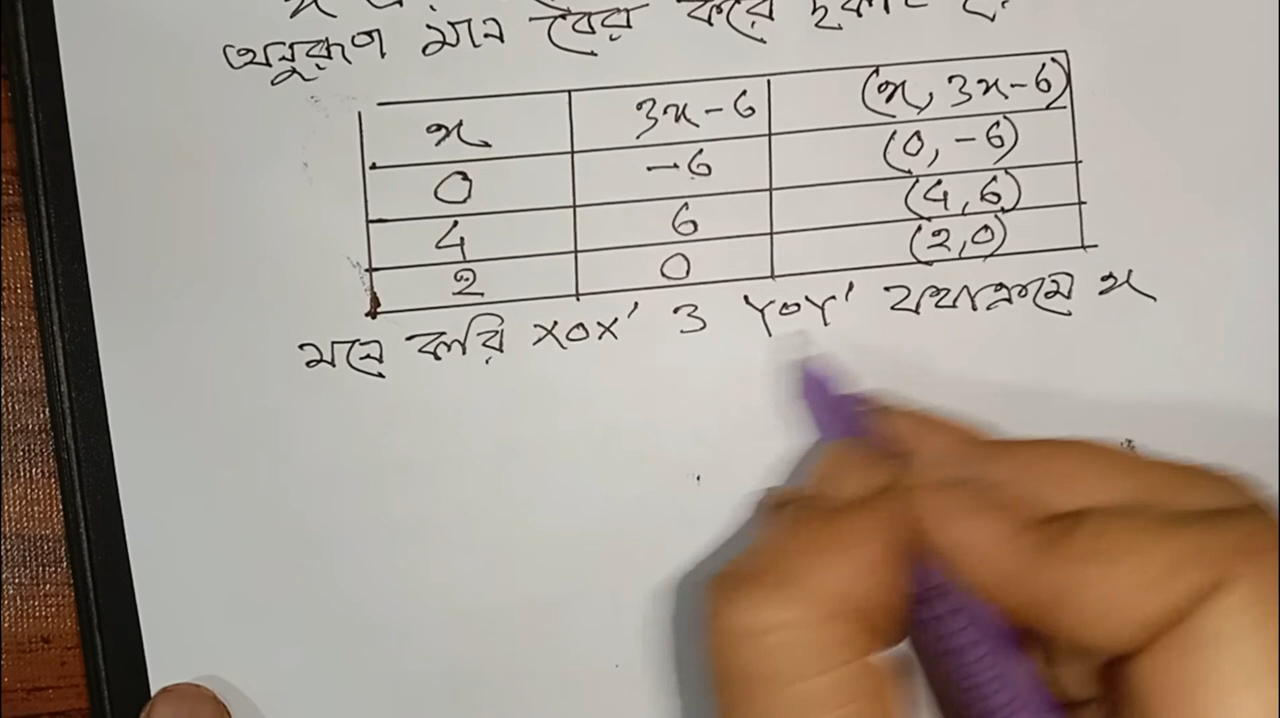 অনুরূপ মান বের করে ছকটি
x 3x-6 (x, 3x-6)
0 -6 (0, -6)
4 6 (4, 6)
2 0 (2, 0)
মনে করি XOX' ও YOY' যথাক্রমে x